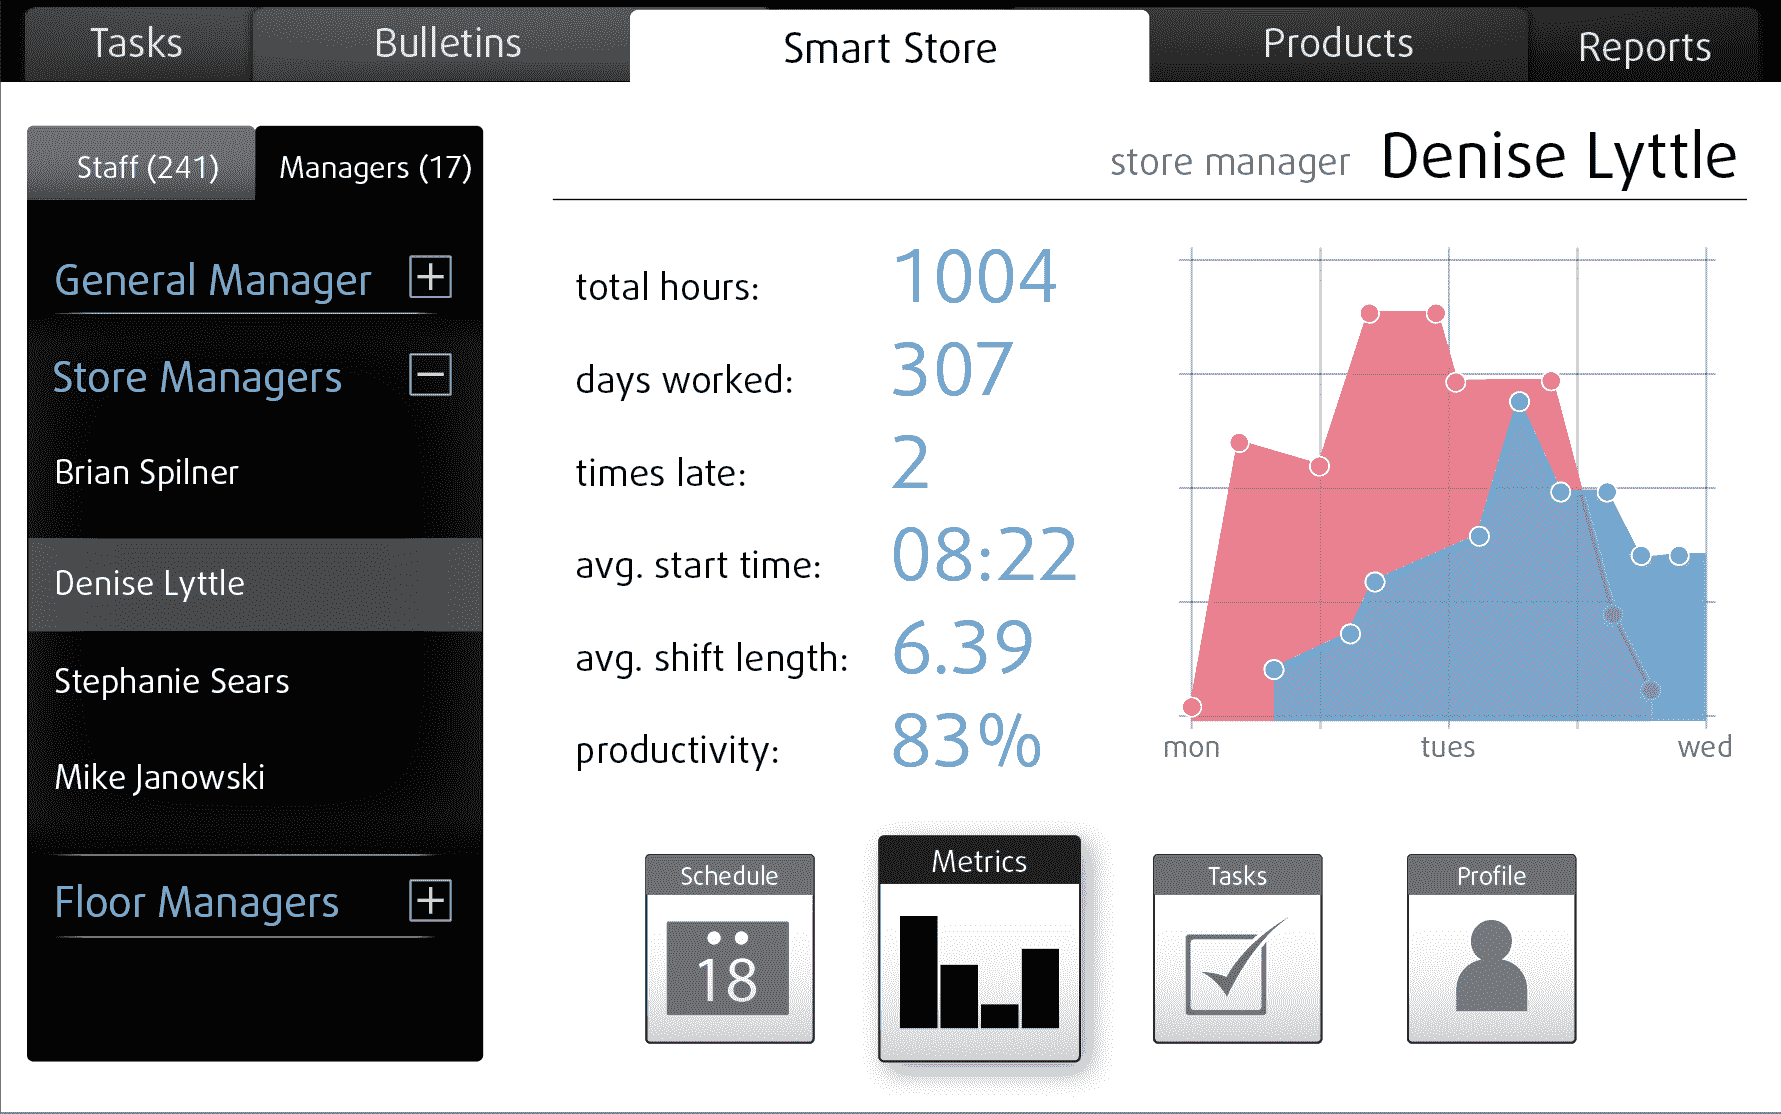 Tasks
Bulletins
Smart Store
Products
Reports
Staff (241)
Managers (17)
General Manager
Store Managers
Brian Spilner
Denise Lyttle
Stephanie Sears
Mike Janowski
Floor Managers
store manager Denise Lyttle
total hours: 1004
days worked: 307
times late: 2
avg. start time: 08:22
avg. shift length: 6.39
productivity: 83%
mon tues wed
Schedule
18
Metrics
Tasks
Profile